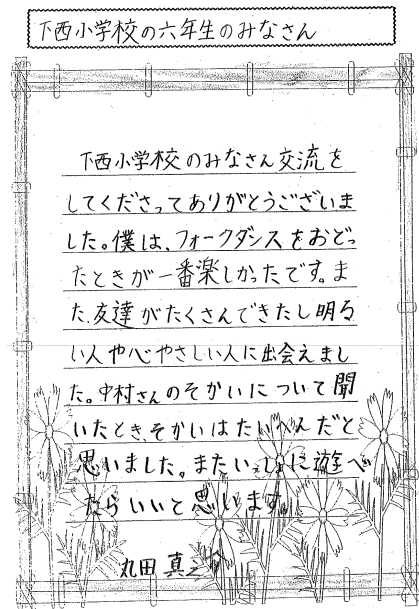 下西小学校の六年生のみなさん
下西小学校のみなさん交流を
してくださってありがとうございま
した。僕は、フォークダンスをおどっ
たときが一番楽しかったです。ま
た、友達がたくさんできたし明る
い人や心やさしい人に出会えまし
た。中村さんのそかいについて聞
いたとき、そかいはたいへんだと
思いました。またいっしょに遊べ
たらいいと思います。
丸田 真之介